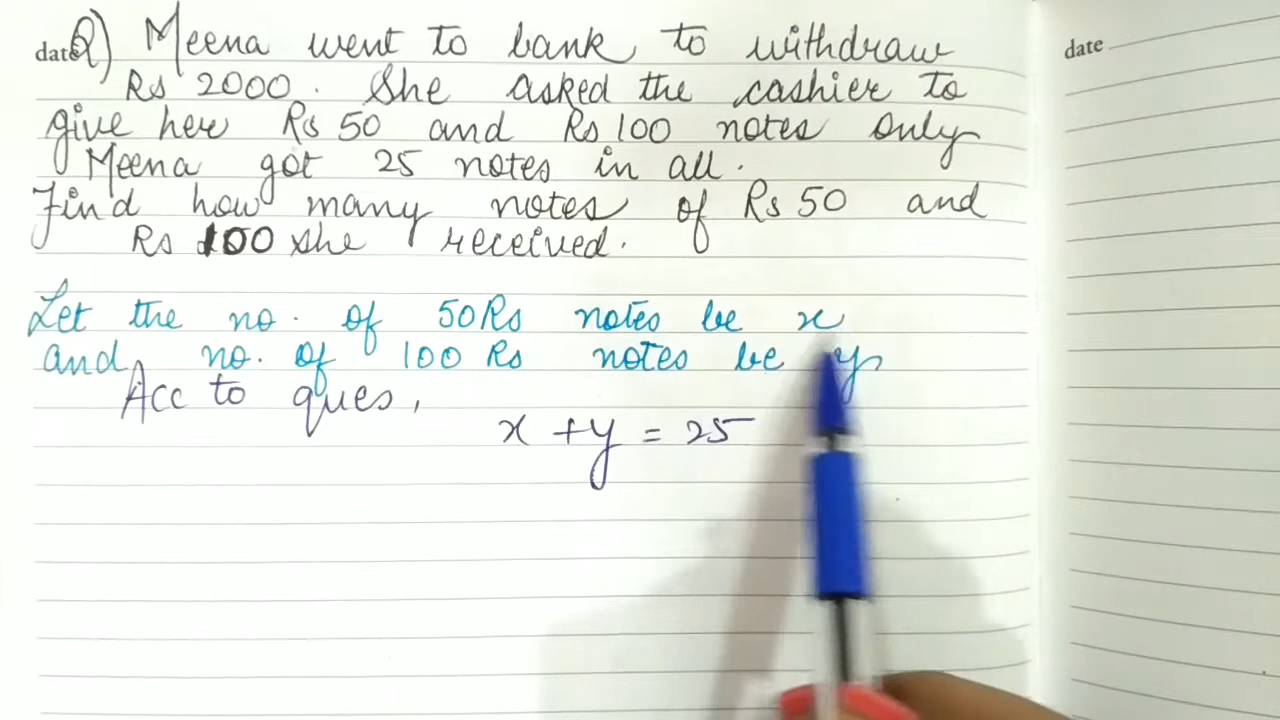 date Q) Meena went to bank to withdraw
Rs 2000. She asked the cashier to
give her Rs 50 and Rs 100 notes only
Meena got 25 notes in all.
Find how many notes of Rs 50 and
Rs 100 she received.
Let the no. of 50 Rs notes be x
and no. of 100 Rs notes be y
Acc to ques,
x + y = 25
date